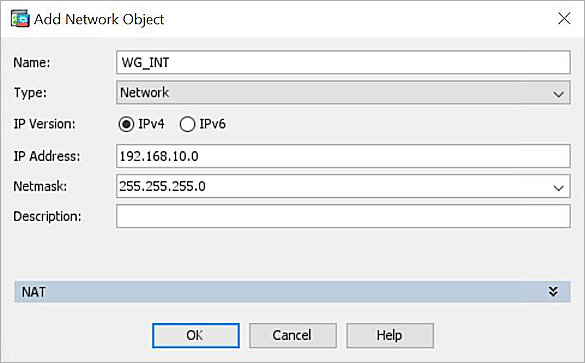 Add Network Object
Name: WG_INT
Type: Network
IP Version: IPv4 IPv6
IP Address: 192.168.10.0
Netmask: 255.255.255.0
Description:
NAT
OK Cancel Help